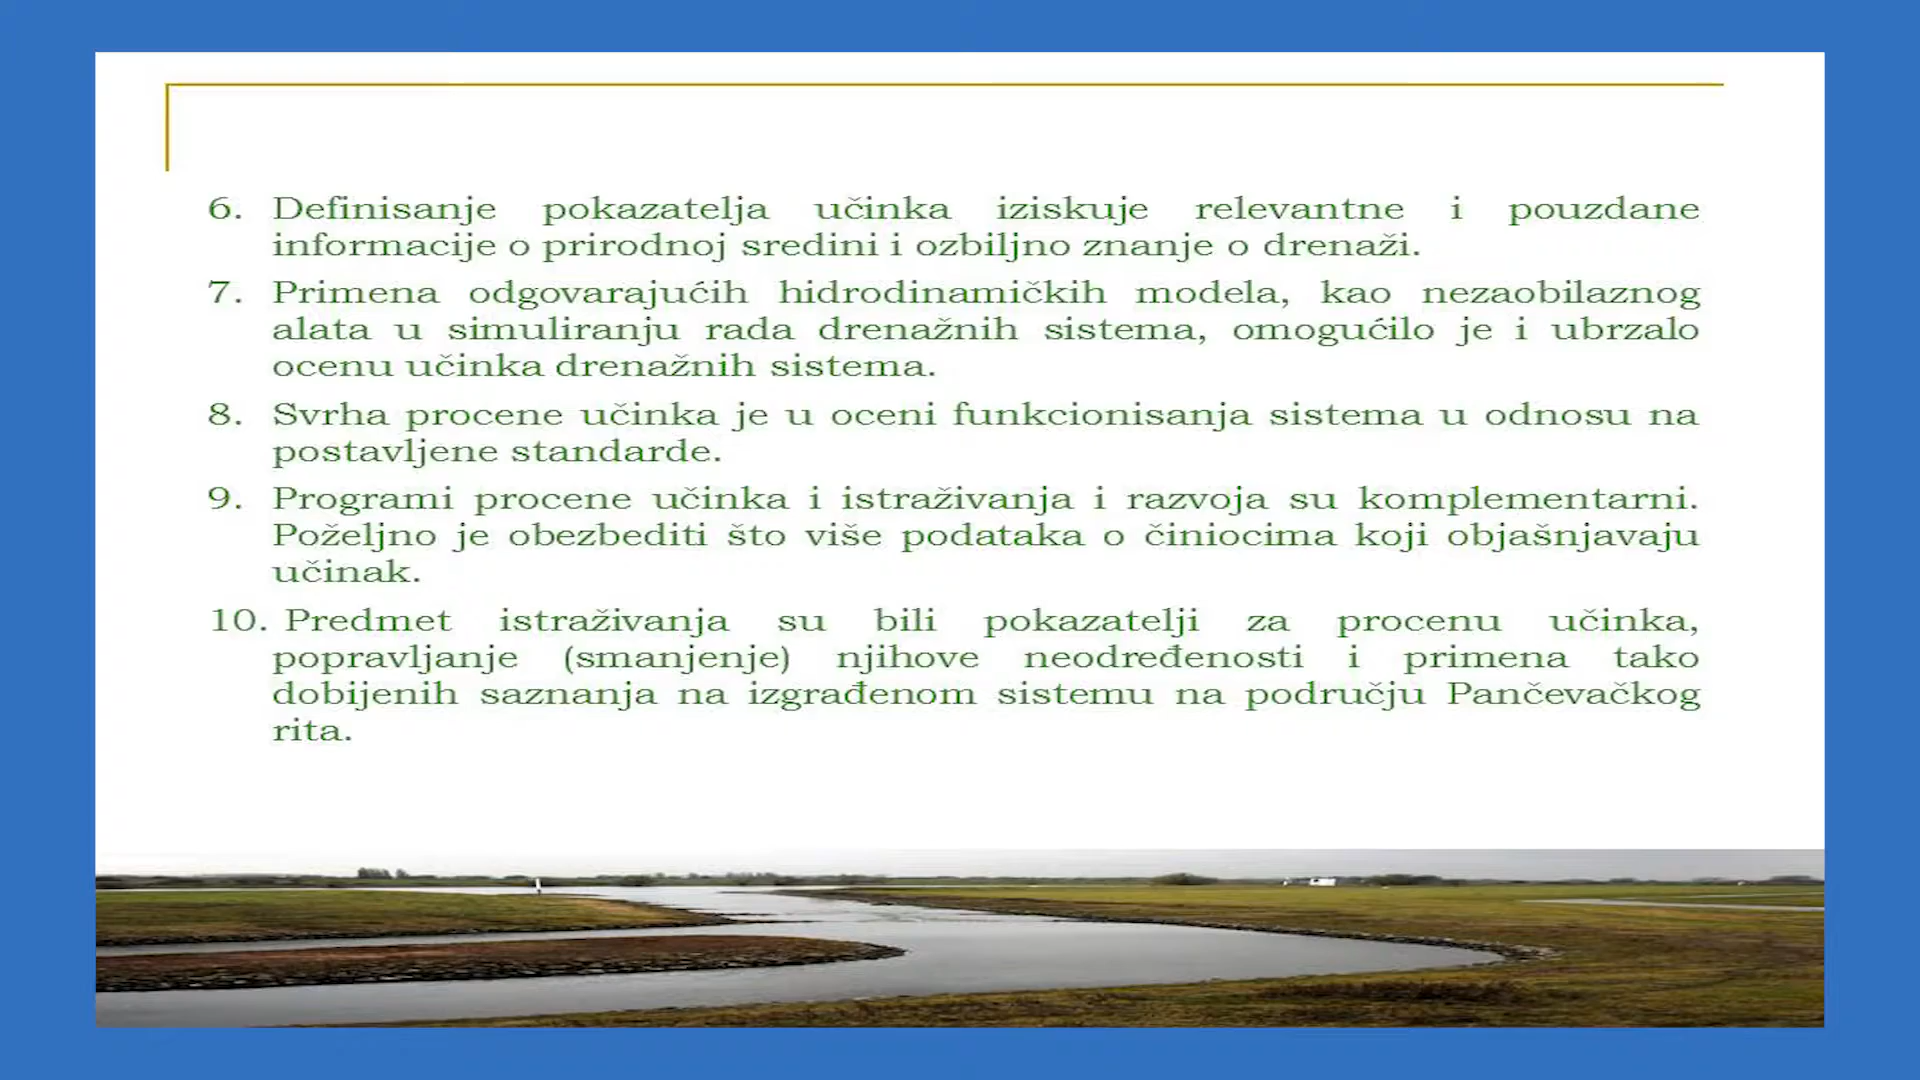 6. Definisanje pokazatelja učinka iziskuje relevantne i pouzdane
informacije o prirodnoj sredini i ozbiljno znanje o drenaži.
7. Primena odgovarajućih hidrodinamičkih modela, kao nezaobilaznog
alata u simuliranju rada drenažnih sistema, omogućilo je i ubrzalo
ocenu učinka drenažnih sistema.
8. Svrha procene učinka je u oceni funkcionisanja sistema u odnosu na
postavljene standarde.
9. Programi procene učinka i istraživanja i razvoja su komplementarni.
Poželjno je obezbediti što više podataka o činiocima koji objašnjavaju
učinak.
10. Predmet istraživanja su bili pokazatelji za procenu učinka,
popravljanje (smanjenje) njihove neodređenosti i primena tako
dobijenih saznanja na izgrađenom sistemu na području Pančevačkog
rita.